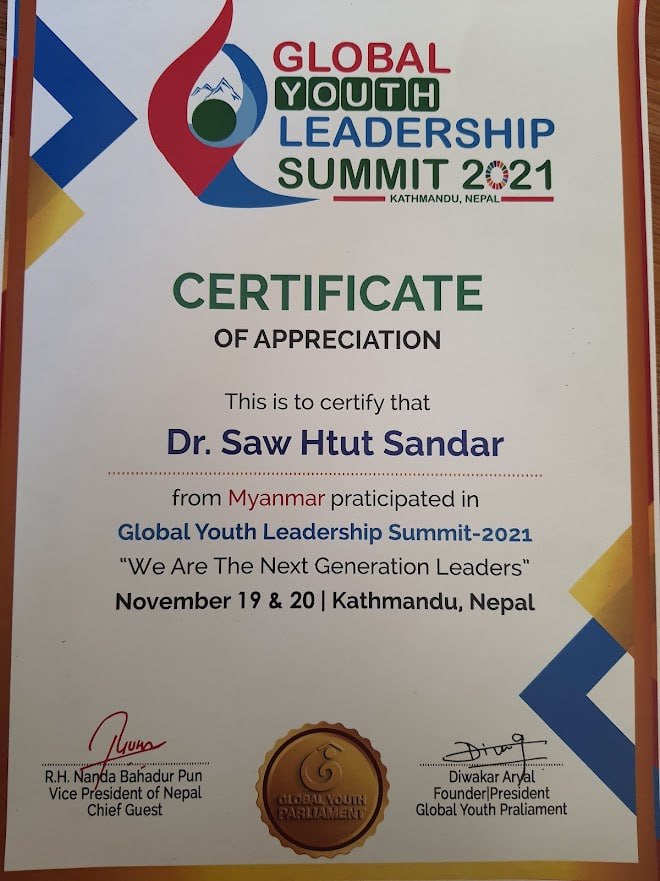 GLOBAL
YOUTH
LEADERSHIP
SUMMIT 2021
KATHMANDU, NEPAL
CERTIFICATE
OF APPRECIATION
This is to certify that
Dr. Saw Htut Sandar
from Myanmar praticipated in
Global Youth Leadership Summit-2021
“We Are The Next Generation Leaders”
November 19 & 20 | Kathmandu, Nepal
R.H. Nanda Bahadur Pun
Vice President of Nepal
Chief Guest
GLOBAL YOUTH
PARLIAMENT
Diwakar Aryal
Founder|President
Global Youth Praliament